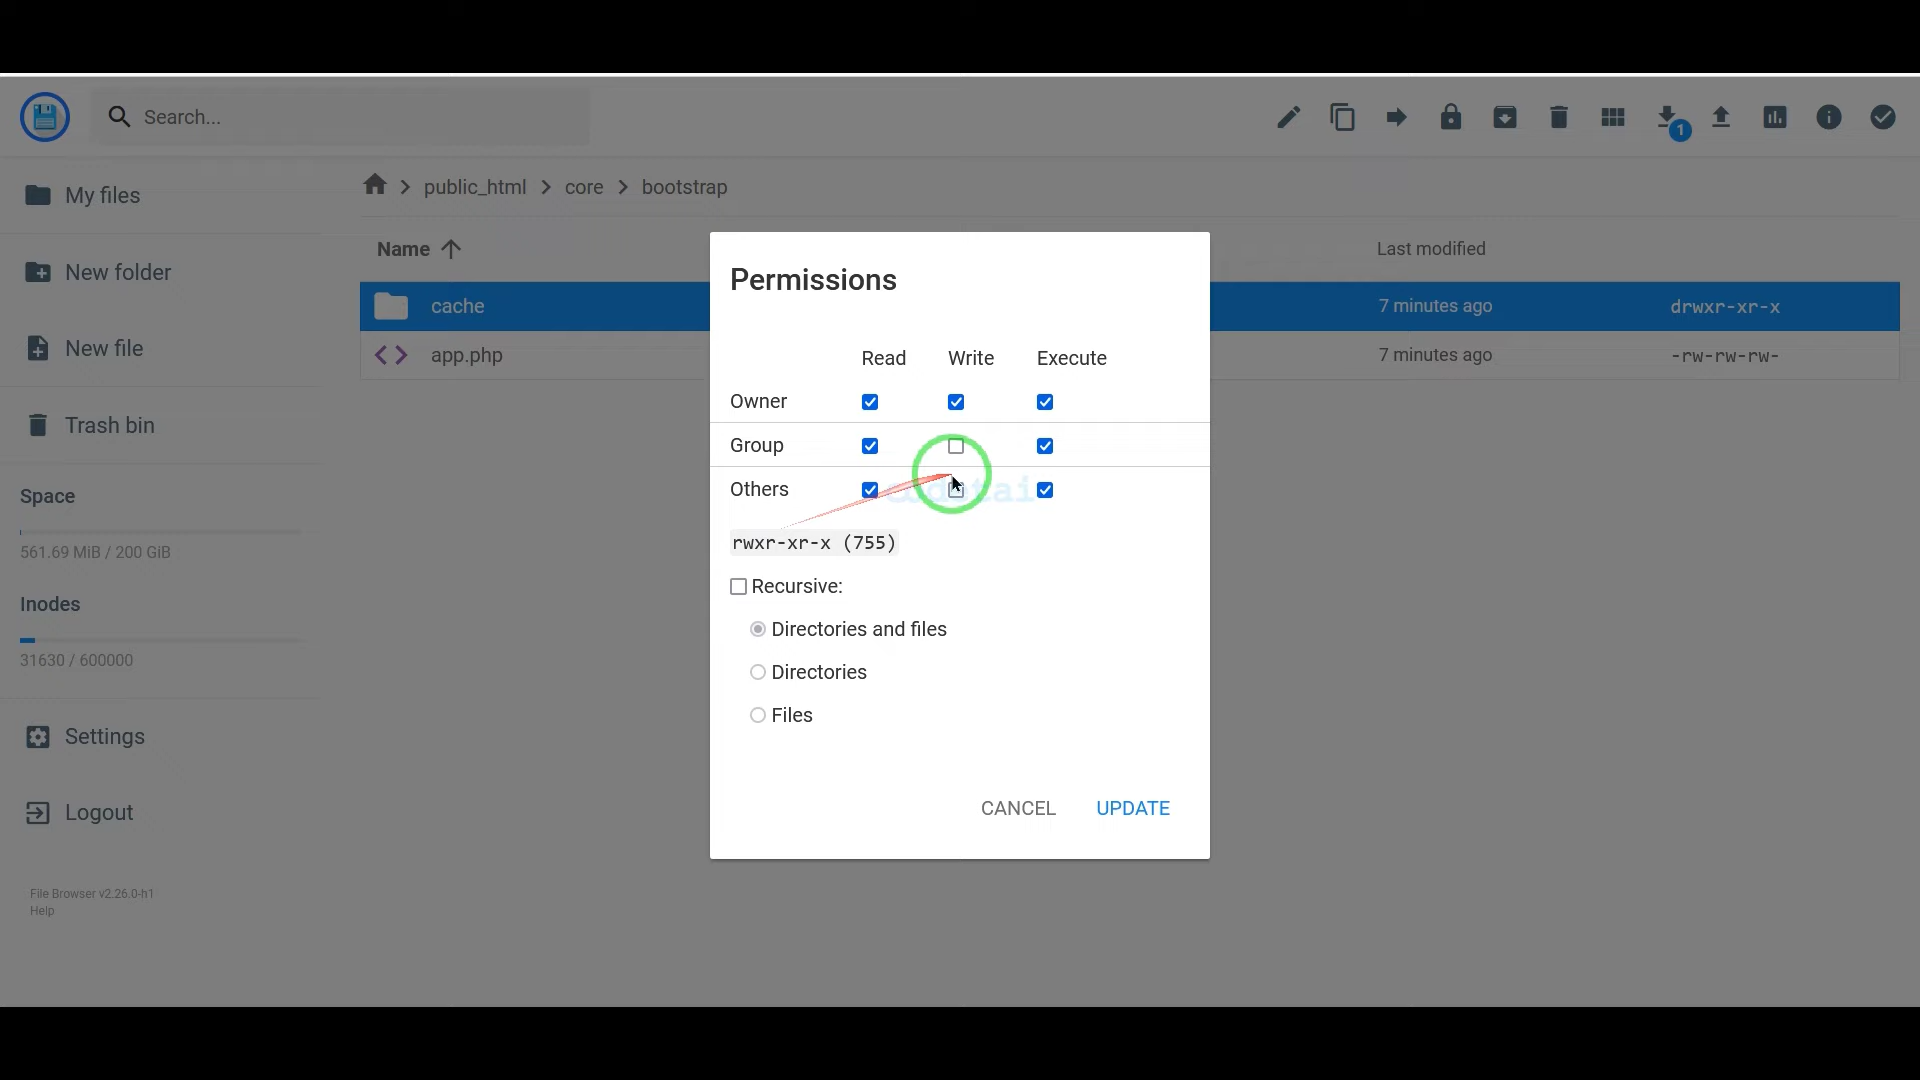 Search...
1
My files
New folder
New file
Trash bin
Space
561.69 MiB / 200 GiB
Inodes
31630 / 600000
Settings
Logout
File Browser v2.26.0-h1
Help
public_html
core
bootstrap
Name
Last modified
cache
7 minutes ago
drwxr-xr-x
app.php
7 minutes ago
-rw-rw-rw-
Permissions
Read Write Execute
Owner
Group
Others
rwxr-xr-x (755)
Recursive:
Directories and files
Directories
Files
CANCEL UPDATE